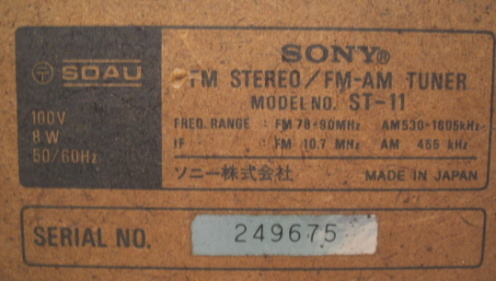 SONY®
FM STEREO/FM-AM TUNER
MODEL NO. ST-11
FREQ. RANGE : FM 76-90MHz AM 530-1605kHz
IF : FM 10.7 MHz AM 455 kHz
ソニー株式会社 MADE IN JAPAN
100V
8 W
50/60Hz
SERIAL NO. 249675